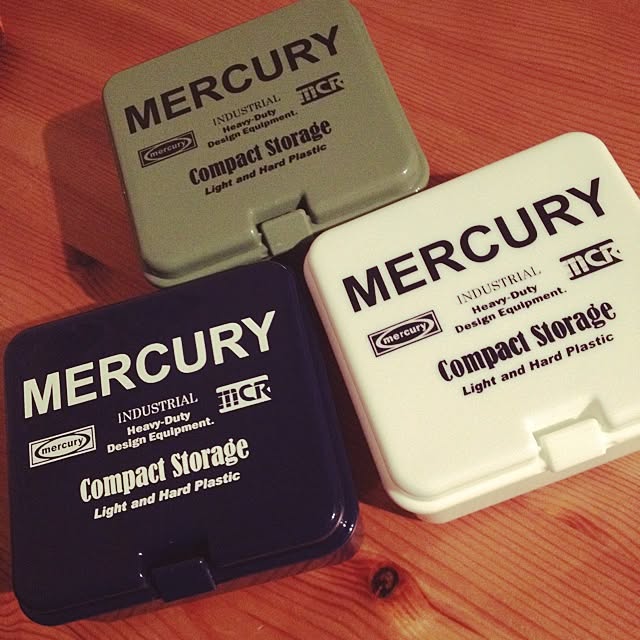 MERCURY
INDUSTRIAL
MCR
mercury
Heavy-Duty
Design Equipment.
Compact Storage
Light and Hard Plastic
MERCURY
INDUSTRIAL
MCR
mercury
Heavy-Duty
Design Equipment.
Compact Storage
Light and Hard Plastic
MERCURY
INDUSTRIAL
MCR
mercury
Heavy-Duty
Design Equipment.
Compact Storage
Light and Hard Plastic